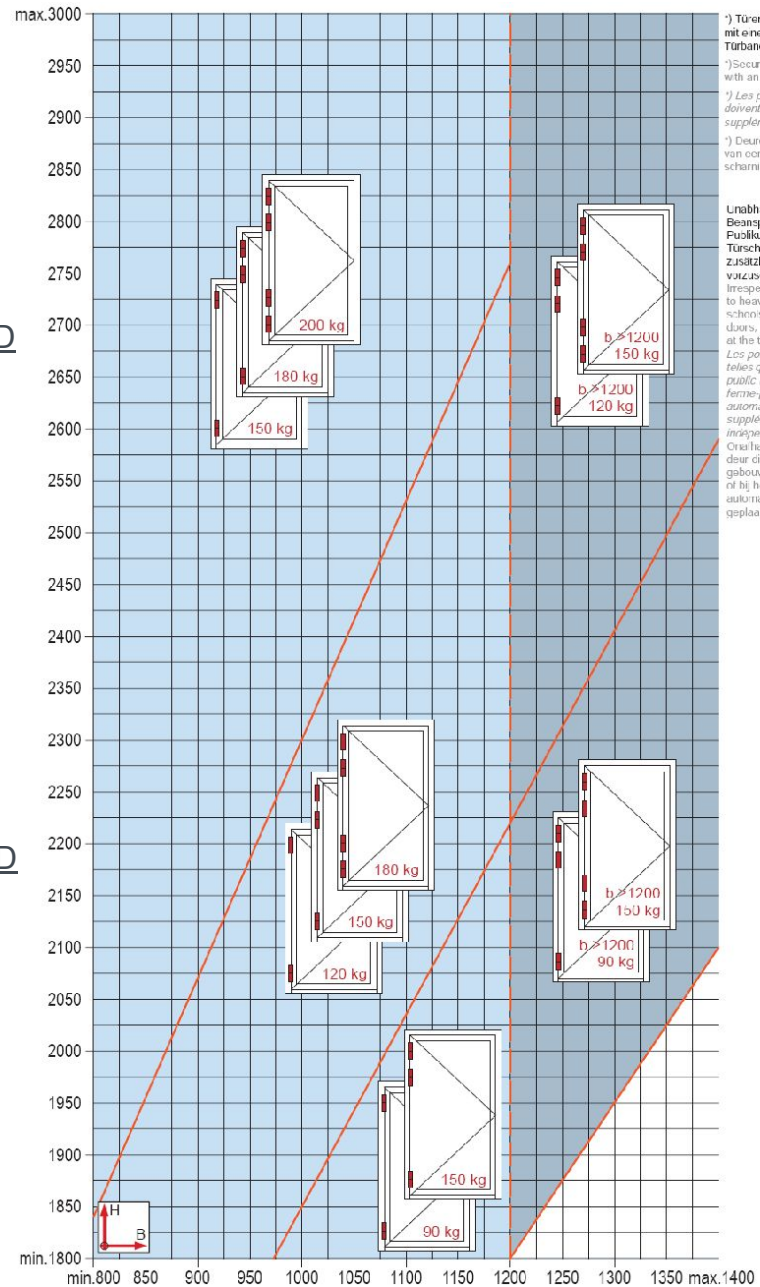 max.3000
2950
2900
2850
2800
2750
2700
2650
2600
2550
2500
2450
2400
2350
2300
2250
2200
2150
2100
2050
2000
1950
1900
1850
min.1800
D
D
200 kg
180 kg
150 kg
b >1200
150 kg
b >1200
120 kg
180 kg
150 kg
120 kg
b >1200
150 kg
b >1200
90 kg
150 kg
90 kg
H
B
min.800 850 900 950 1000 1050 1100 1150 1200 1250 1300 1350 max.1400
*) Türen
mit eine
Türband
*)Secur
with an
*) Les p
doivent
supplé
*) Deure
van een
scharni
Unabh
Beansp
Publiku
Türsch
zusätzl
vorzus
Irrespe
to heav
schools
doors,
at the t
Les po
telles q
public
ferme-p
automa
supplé
indépe
Onafha
deur di
gebouw
of bij h
automa
geplaa